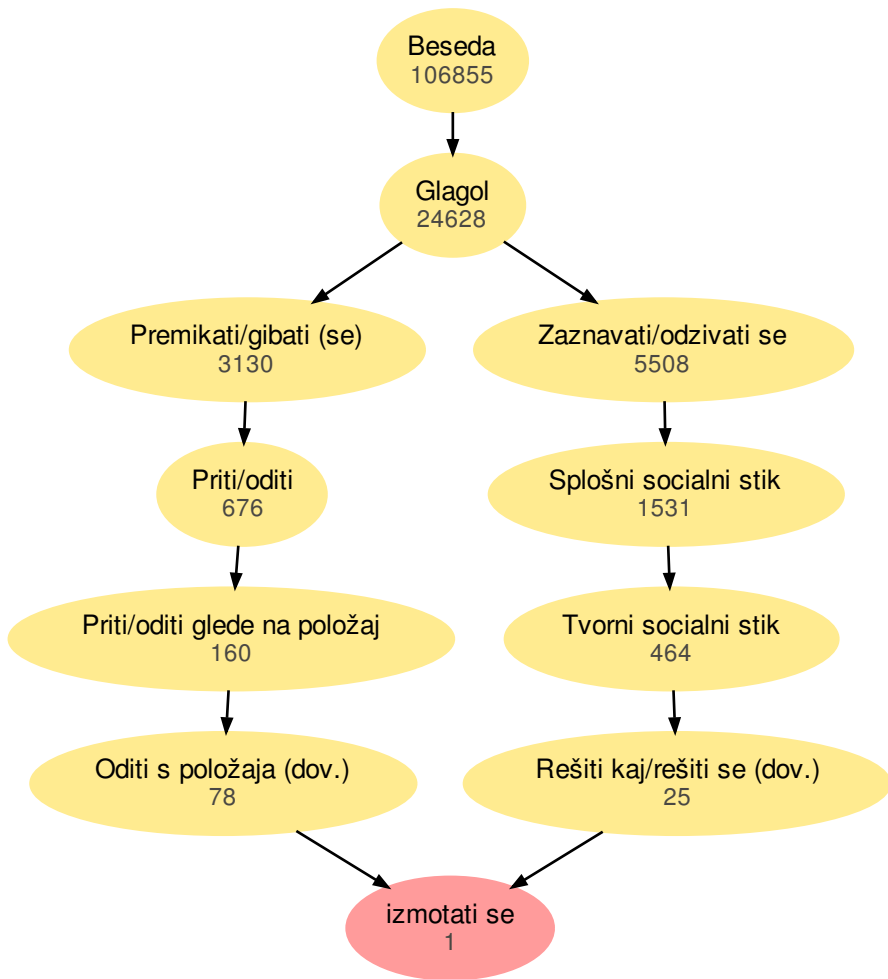 Beseda
106855
Glagol
24628
Premikati/gibati (se)
3130
Zaznavati/odzivati se
5508
Priti/oditi
676
Splošni socialni stik
1531
Priti/oditi glede na položaj
160
Tvorni socialni stik
464
Oditi s položaja (dov.)
78
Rešiti kaj/rešiti se (dov.)
25
izmotati se
1